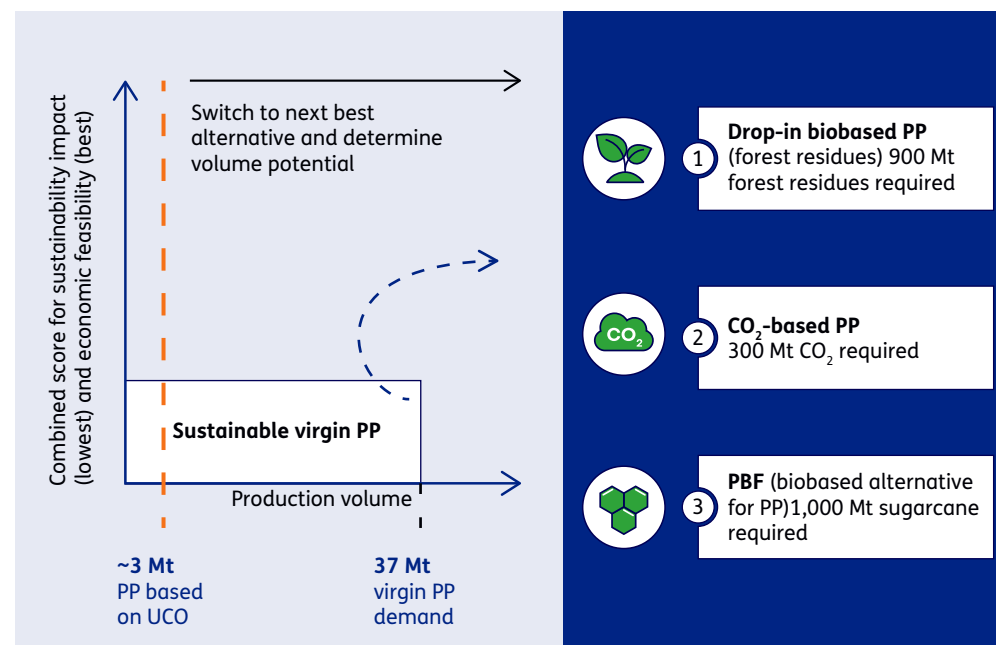 Combined score for sustainability impact
(lowest) and economic feasibility (best)
Switch to next best
alternative and determine
volume potential
Sustainable virgin PP
Production volume
~3 Mt
PP based
on UCO
37 Mt
virgin PP
demand
1
Drop-in biobased PP
(forest residues) 900 Mt
forest residues required
CO2
2
CO2-based PP
300 Mt CO2 required
3
PBF (biobased alternative
for PP)1,000 Mt sugarcane
required